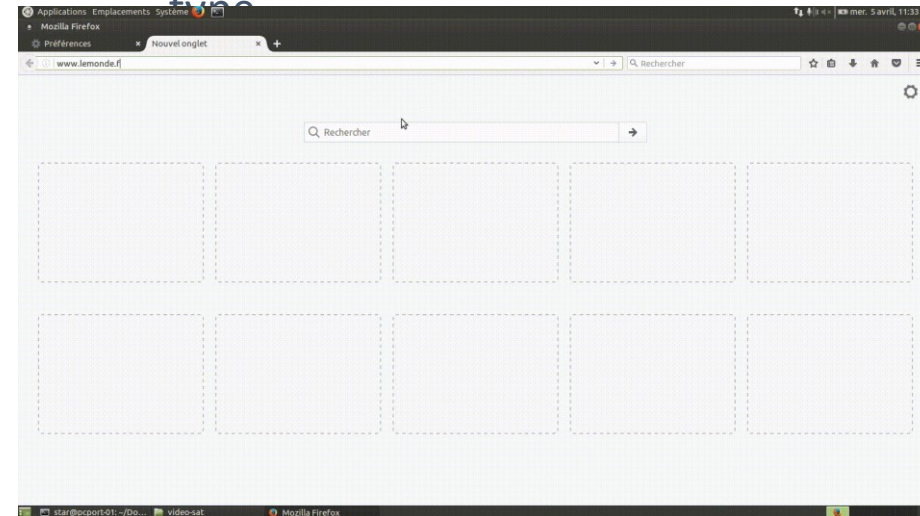 type
Applications Emplacements Système
mer. 5 avril, 11:33
Mozilla Firefox
Préférences
Nouvel onglet
www.lemonde.f
Rechercher
Rechercher
star@pcport-01: ~/Do...
video-sat
Mozilla Firefox